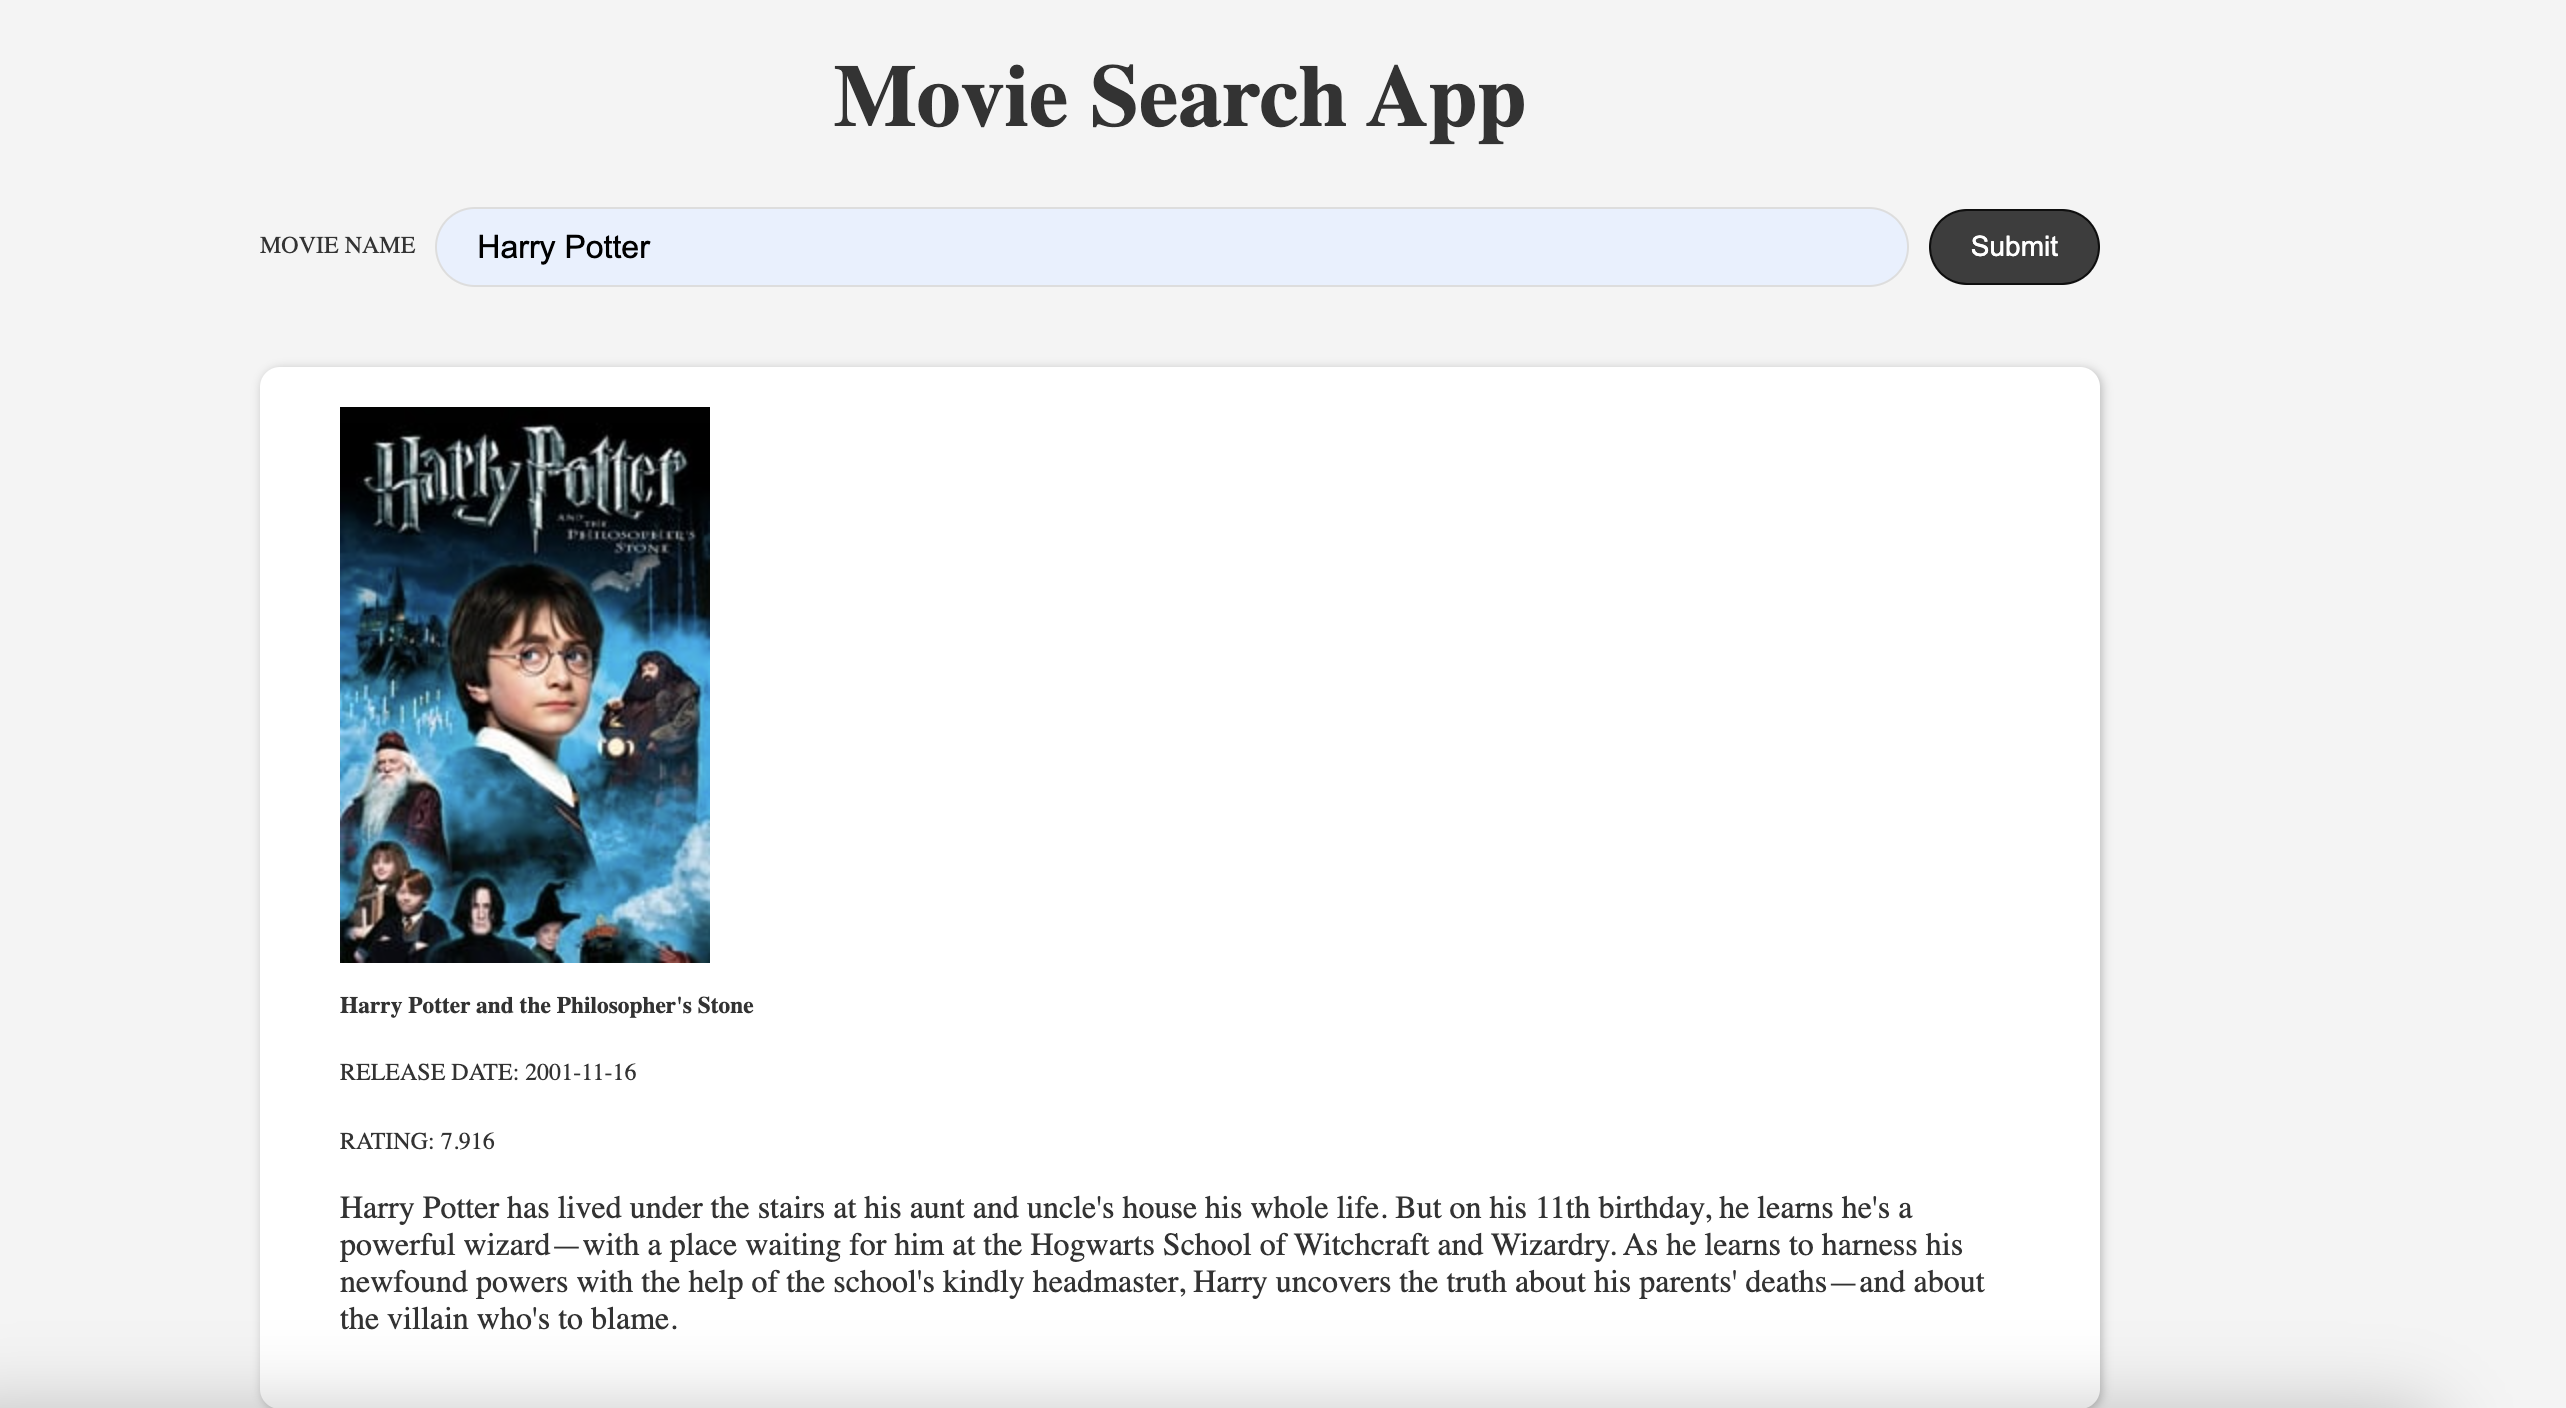 Movie Search App
MOVIE NAME
Harry Potter
Submit
Harry Potter
AND THE
PHILOSOPHER'S
STONE
Harry Potter and the Philosopher's Stone
RELEASE DATE: 2001-11-16
RATING: 7.916
Harry Potter has lived under the stairs at his aunt and uncle's house his whole life. But on his 11th birthday, he learns he's a
powerful wizard—with a place waiting for him at the Hogwarts School of Witchcraft and Wizardry. As he learns to harness his
newfound powers with the help of the school's kindly headmaster, Harry uncovers the truth about his parents' deaths—and about
the villain who's to blame.